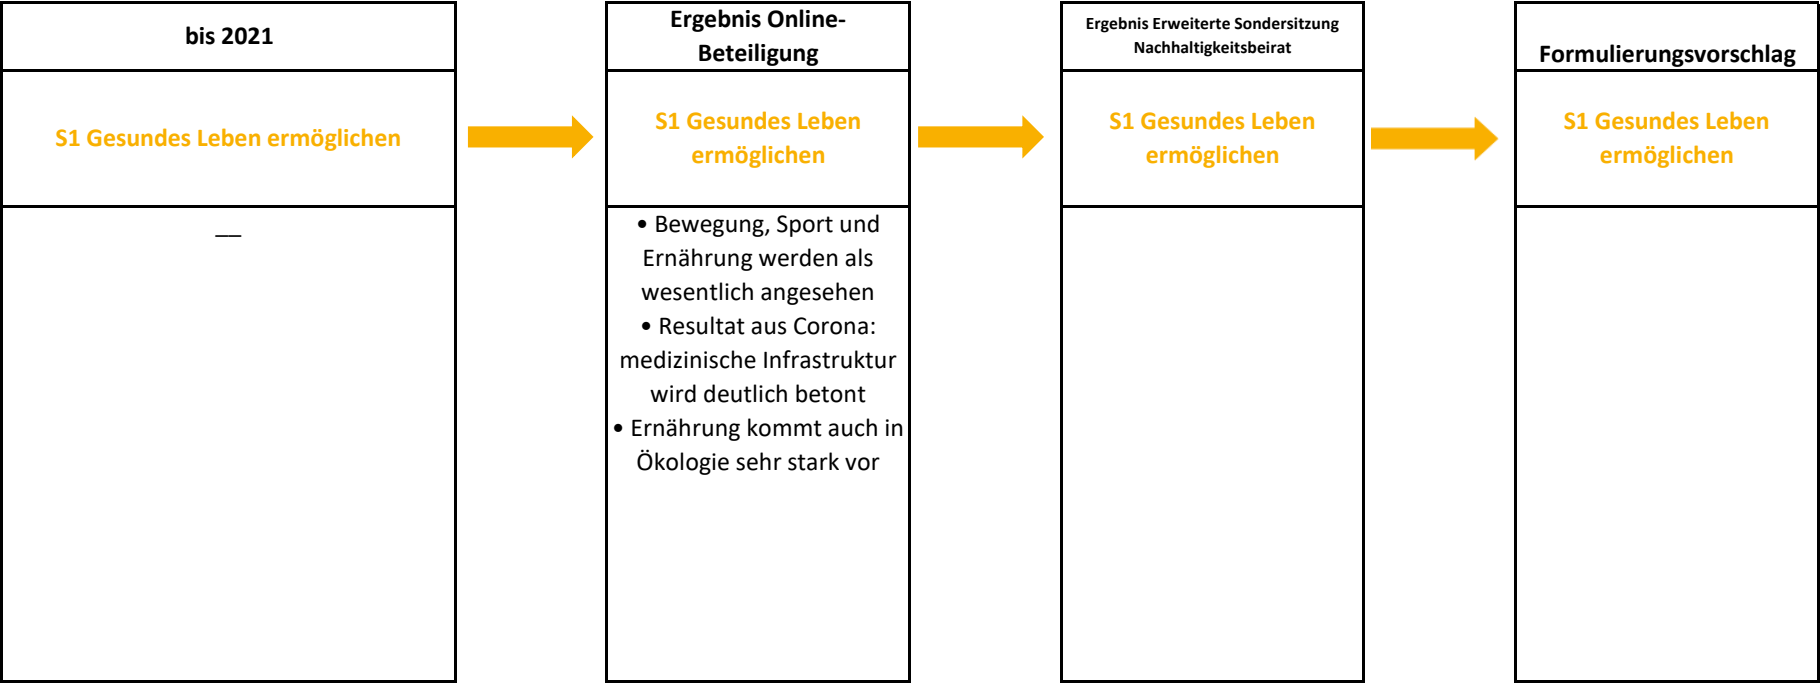 bis 2021
S1 Gesundes Leben ermöglichen
__
Ergebnis Online-
Beteiligung
S1 Gesundes Leben
ermöglichen
• Bewegung, Sport und
Ernährung werden als
wesentlich angesehen
• Resultat aus Corona:
medizinische Infrastruktur
wird deutlich betont
• Ernährung kommt auch in
Ökologie sehr stark vor
Ergebnis Erweiterte Sondersitzung
Nachhaltigkeitsbeirat
S1 Gesundes Leben
ermöglichen
Formulierungsvorschlag
S1 Gesundes Leben
ermöglichen